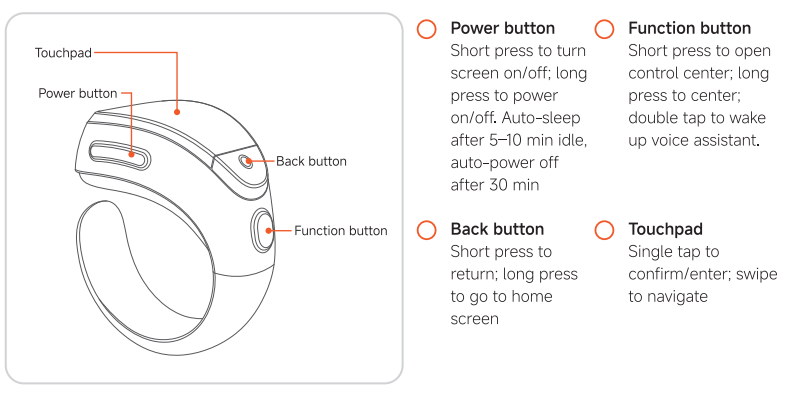 Touchpad
Power button
Back button
Function button
Power button
Short press to turn
screen on/off; long
press to power
on/off. Auto-sleep
after 5–10 min idle,
auto-power off
after 30 min
Function button
Short press to open
control center; long
press to center;
double tap to wake
up voice assistant.
Back button
Short press to
return; long press
to go to home
screen
Touchpad
Single tap to
confirm/enter; swipe
to navigate